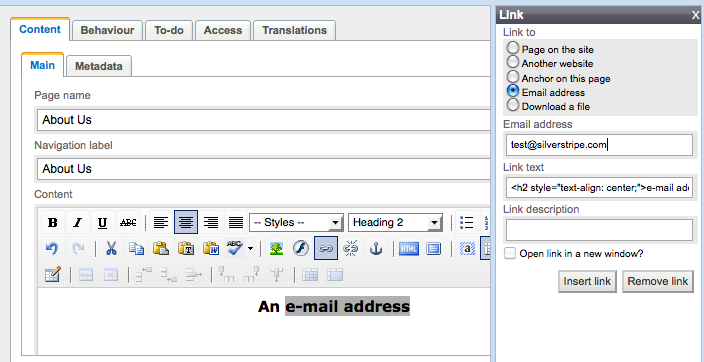 Content Behaviour To-do Access Translations
Main Metadata
Page name
About Us
Navigation label
About Us
Content
B I U ABC -- Styles -- Heading 2
T W ABC HTML a
An e-mail address
Link X
Link to
Page on the site
Another website
Anchor on this page
Email address
Download a file
Email address
test@silverstripe.com
Link text
<h2 style="text-align: center;">e-mail add
Link description
Open link in a new window?
Insert link Remove link